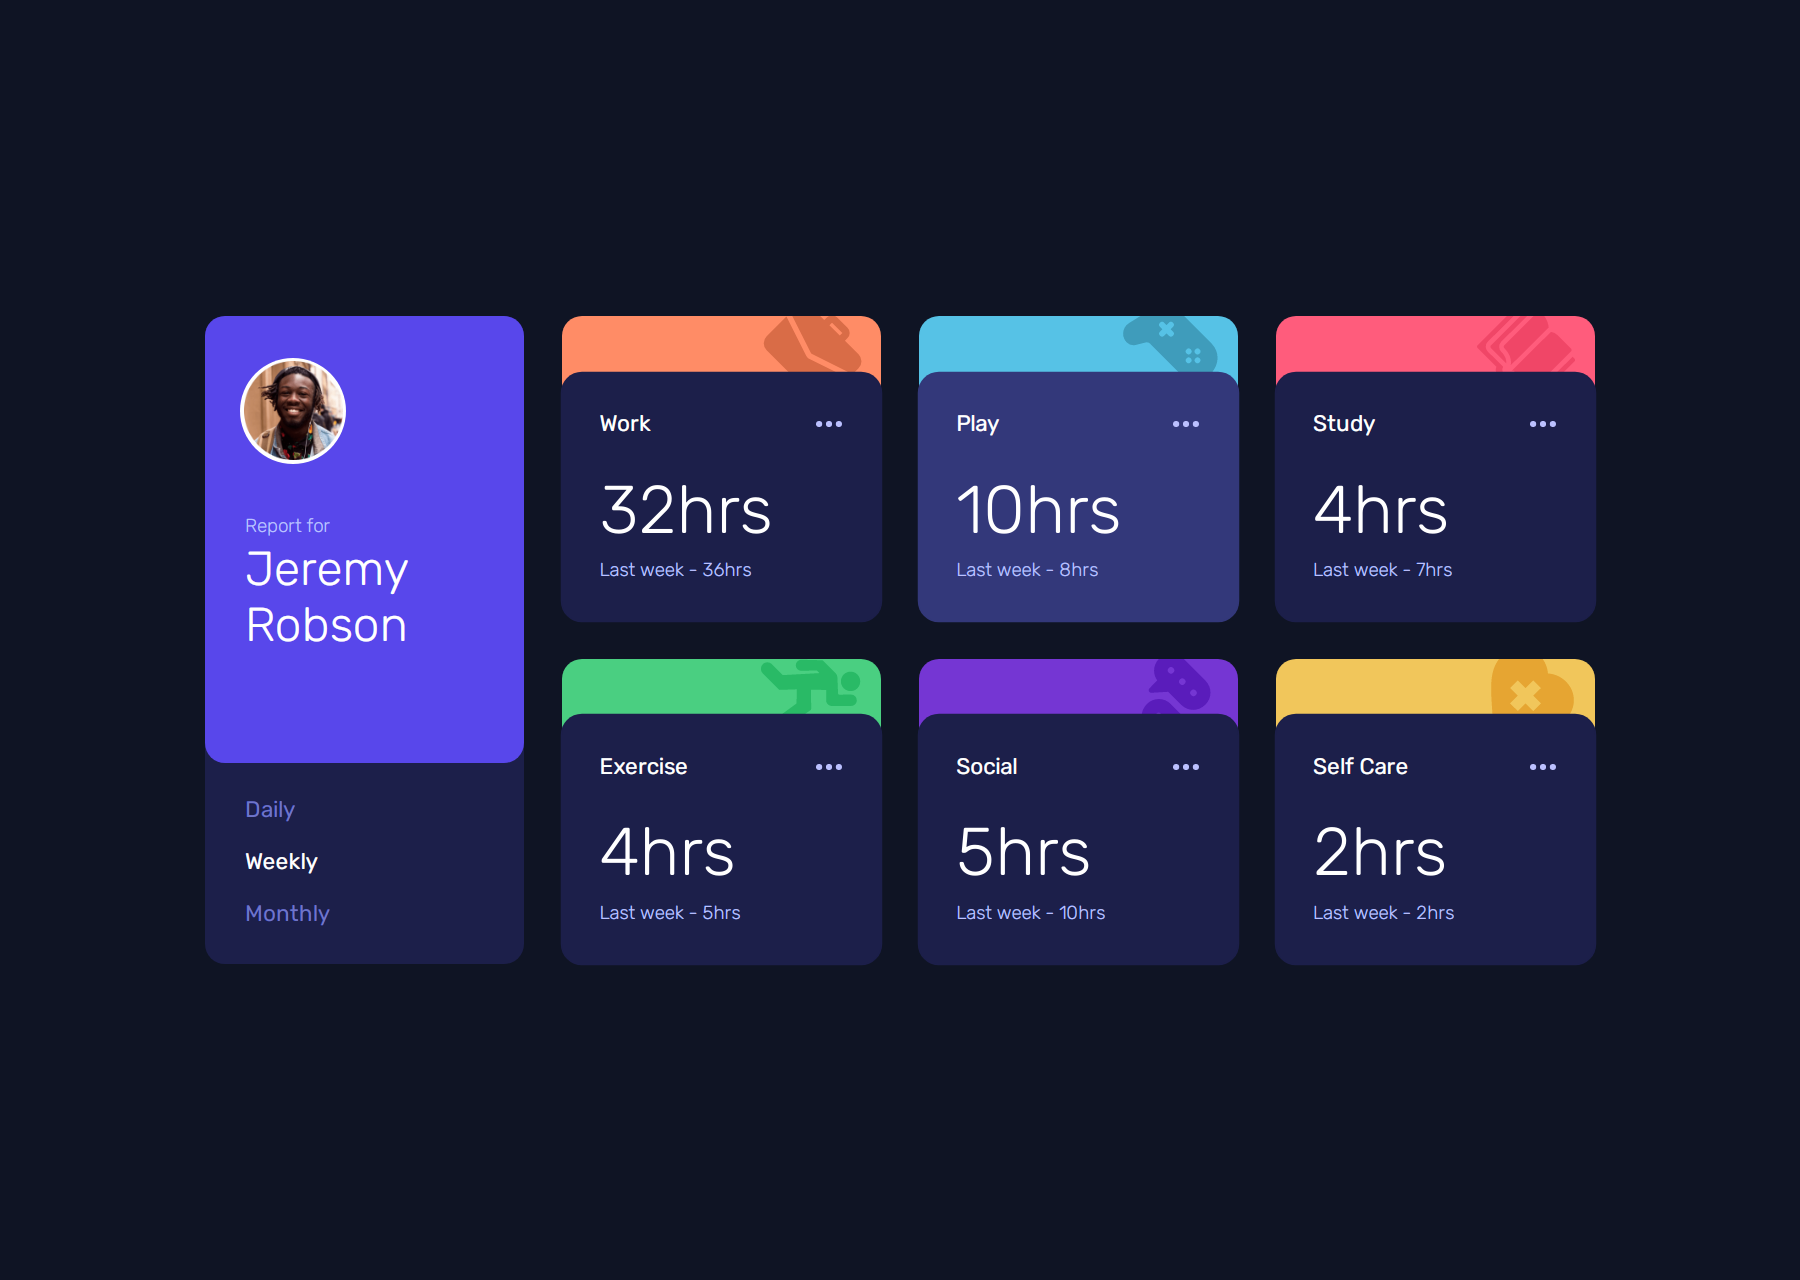 Report for
Jeremy
Robson
Daily
Weekly
Monthly
Work
32hrs
Last week - 36hrs
Play
10hrs
Last week - 8hrs
Study
4hrs
Last week - 7hrs
Exercise
4hrs
Last week - 5hrs
Social
5hrs
Last week - 10hrs
Self Care
2hrs
Last week - 2hrs